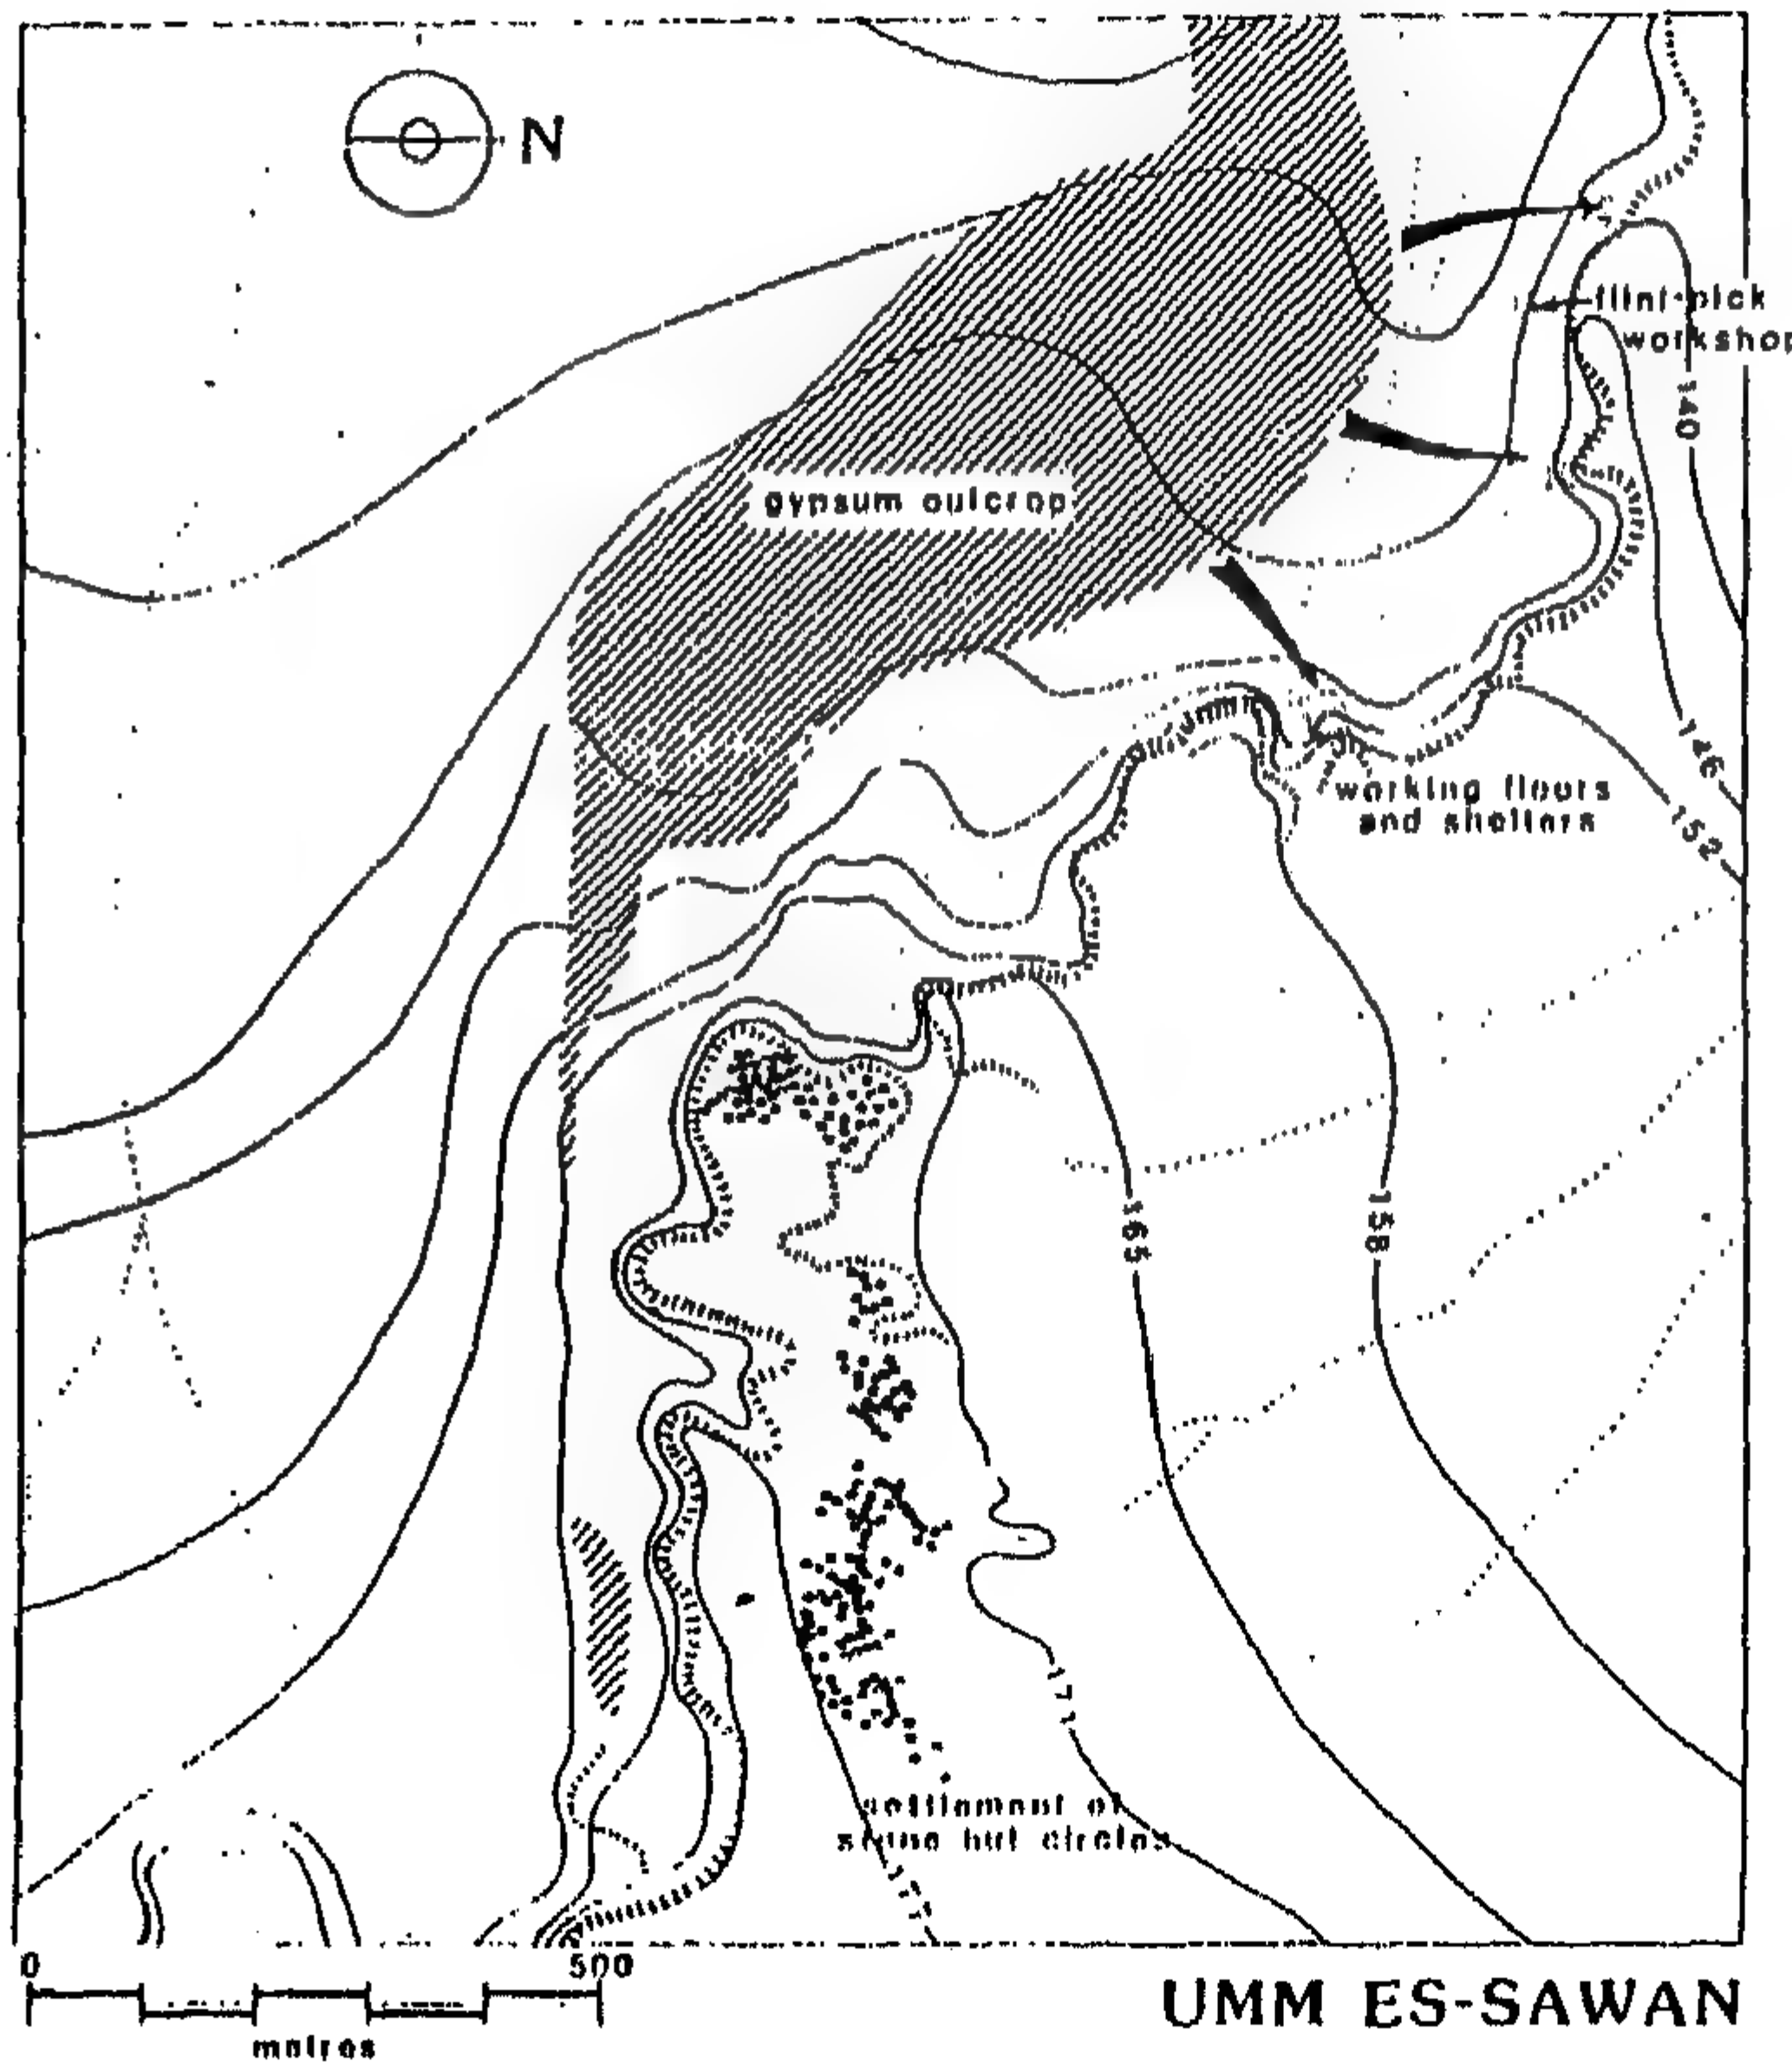 N
flint-pick
workshop
140
gypsum outcrop
146
working floors
and shelters
152
165
158
171
settlement of
stone hut circles
177
0 500
metres
UMM ES-SAWAN